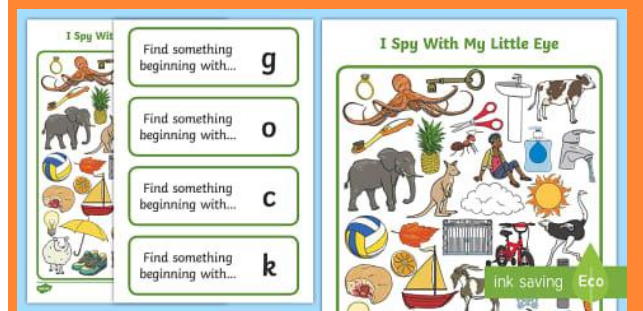 I Spy Wit
Find something
beginning with... g
Find something
beginning with... o
Find something
beginning with... c
Find something
beginning with... k
I Spy With My Little Eye
ink saving Eco